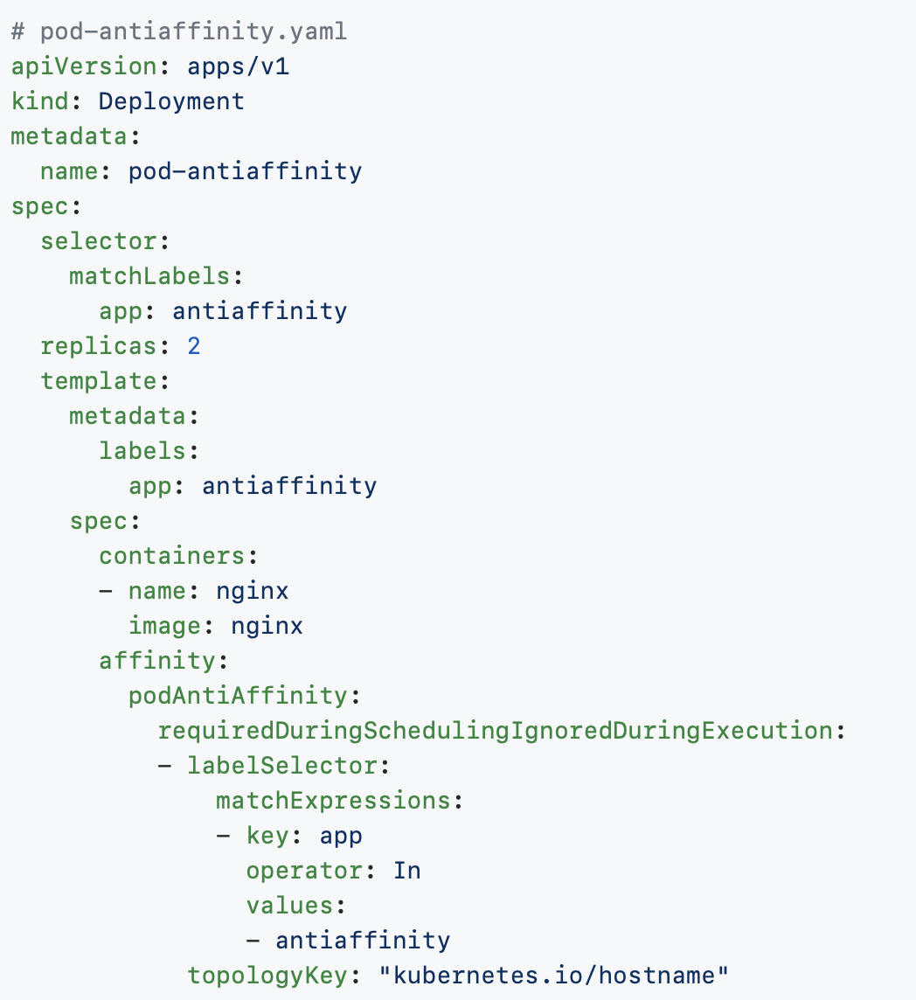 # pod-antiaffinity.yaml
apiVersion: apps/v1
kind: Deployment
metadata:
  name: pod-antiaffinity
spec:
  selector:
    matchLabels:
      app: antiaffinity
  replicas: 2
  template:
    metadata:
      labels:
        app: antiaffinity
    spec:
      containers:
      - name: nginx
        image: nginx
      affinity:
        podAntiAffinity:
          requiredDuringSchedulingIgnoredDuringExecution:
          - labelSelector:
              matchExpressions:
              - key: app
                operator: In
                values:
                - antiaffinity
            topologyKey: "kubernetes.io/hostname"